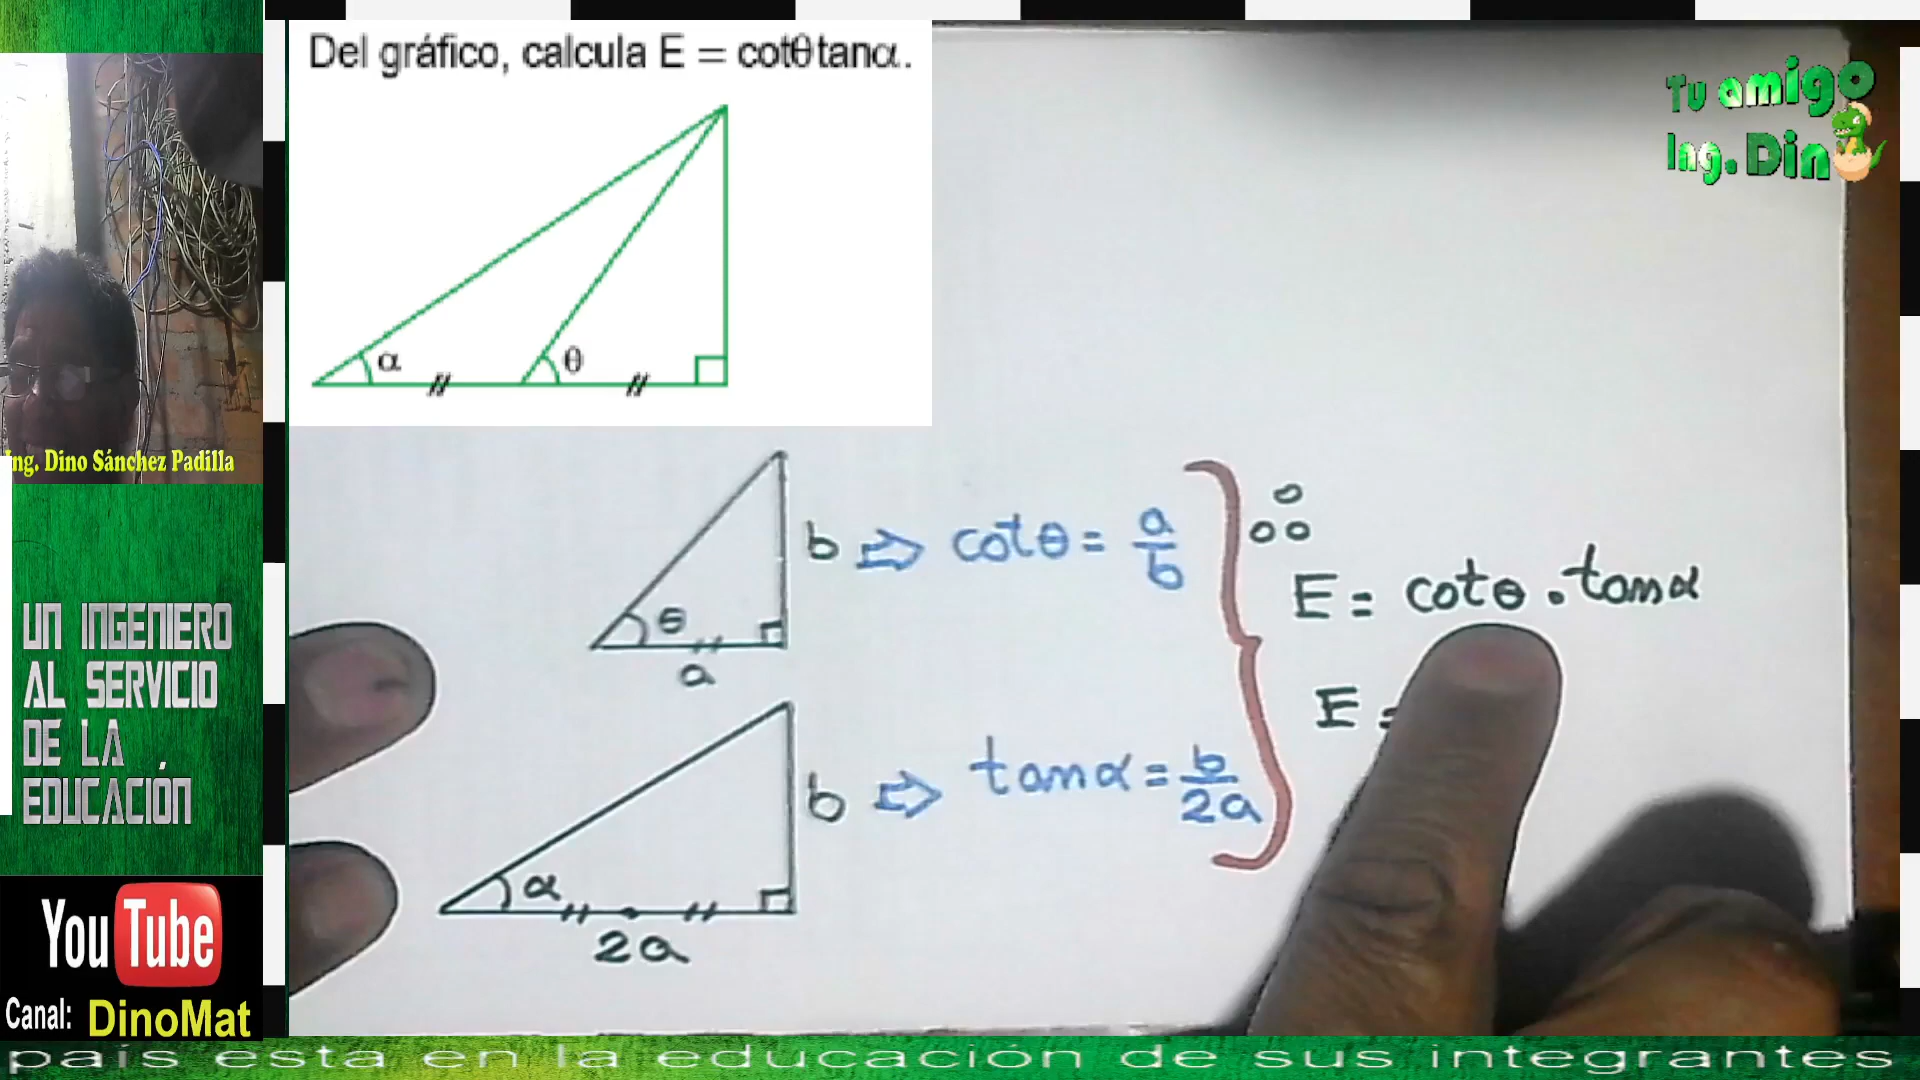 Del gráfico, calcula E = cotθtanα.
α
θ
Tu amigo
Ing. Dino
Ing. Dino Sánchez Padilla
UN INGENIERO
AL SERVICIO
DE LA
EDUCACIÓN
YouTube
Canal: DinoMat
b ⇨ cotθ = a/b
θ
a
b ⇨ tanα = b/2a
α
2a
E = cotθ . tanα
E =
país esta en la educación de sus integrantes